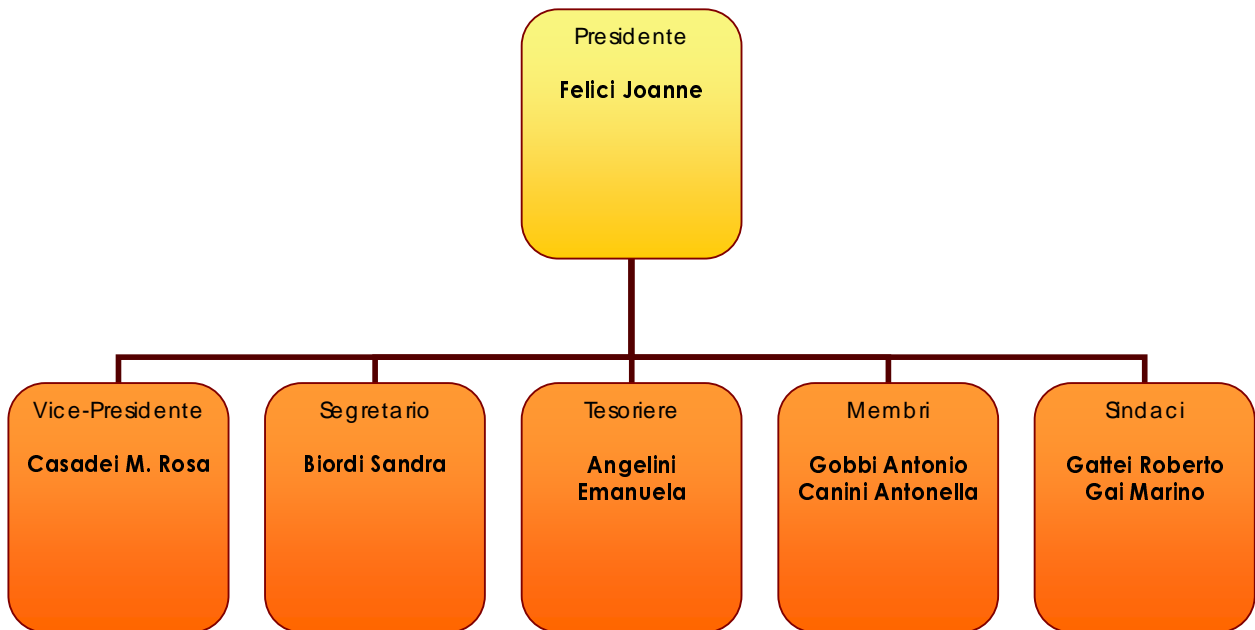 Presidente
Felici Joanne
Vice-Presidente
Casadei M. Rosa
Segretario
Biordi Sandra
Tesoriere
Angelini
Emanuela
Membri
Gobbi Antonio
Canini Antonella
Sindaci
Gattei Roberto
Gai Marino